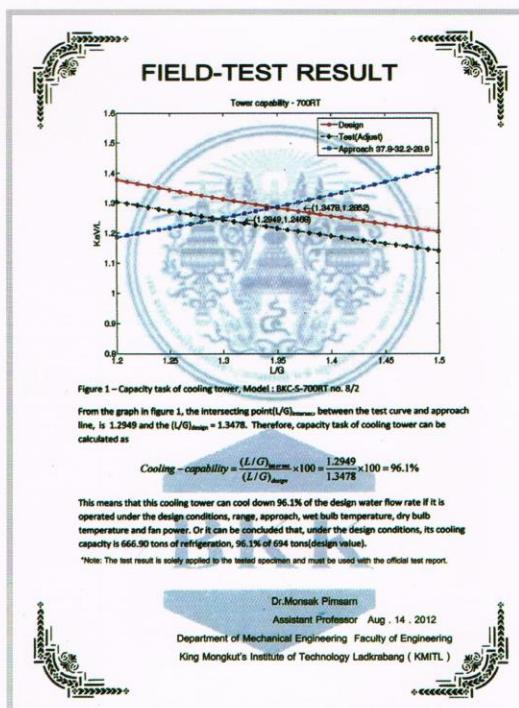 FIELD-TEST RESULT
Tower capability - 700RT
1.6
1.5
1.4
1.3
1.2
1.1
1
0.9
0.8
KaV/L
Design
Test(Adjust)
Approach 37.8-32.2-28.9
(1.3478,1.2852)
(1.2949,1.2469)
1.2 1.25 1.3 1.35 1.4 1.45 1.5
L/G
Figure 1 – Capacity task of cooling tower, Model : BKC-S-700RT no. 8/2
From the graph in figure 1, the intersecting point(L/G)intersec, between the test curve and approach
line, is 1.2949 and the (L/G)design = 1.3478. Therefore, capacity task of cooling tower can be
calculated as
Cooling – capability = (L/G)intersec / (L/G)design ×100 = 1.2949 / 1.3478 ×100 = 96.1%
This means that this cooling tower can cool down 96.1% of the design water flow rate if it is
operated under the design conditions, range, approach, wet bulb temperature, dry bulb
temperature and fan power. Or it can be concluded that, under the design conditions, its cooling
capacity is 666.90 tons of refrigeration, 96.1% of 694 tons(design value).
*Note: The test result is solely applied to the tested specimen and must be used with the official test report.
BKK
Dr.Monsak Pimsarn
Assistant Professor Aug . 14 . 2012
Department of Mechanical Engineering Faculty of Engineering
King Mongkut's Institute of Technology Ladkrabang ( KMITL )